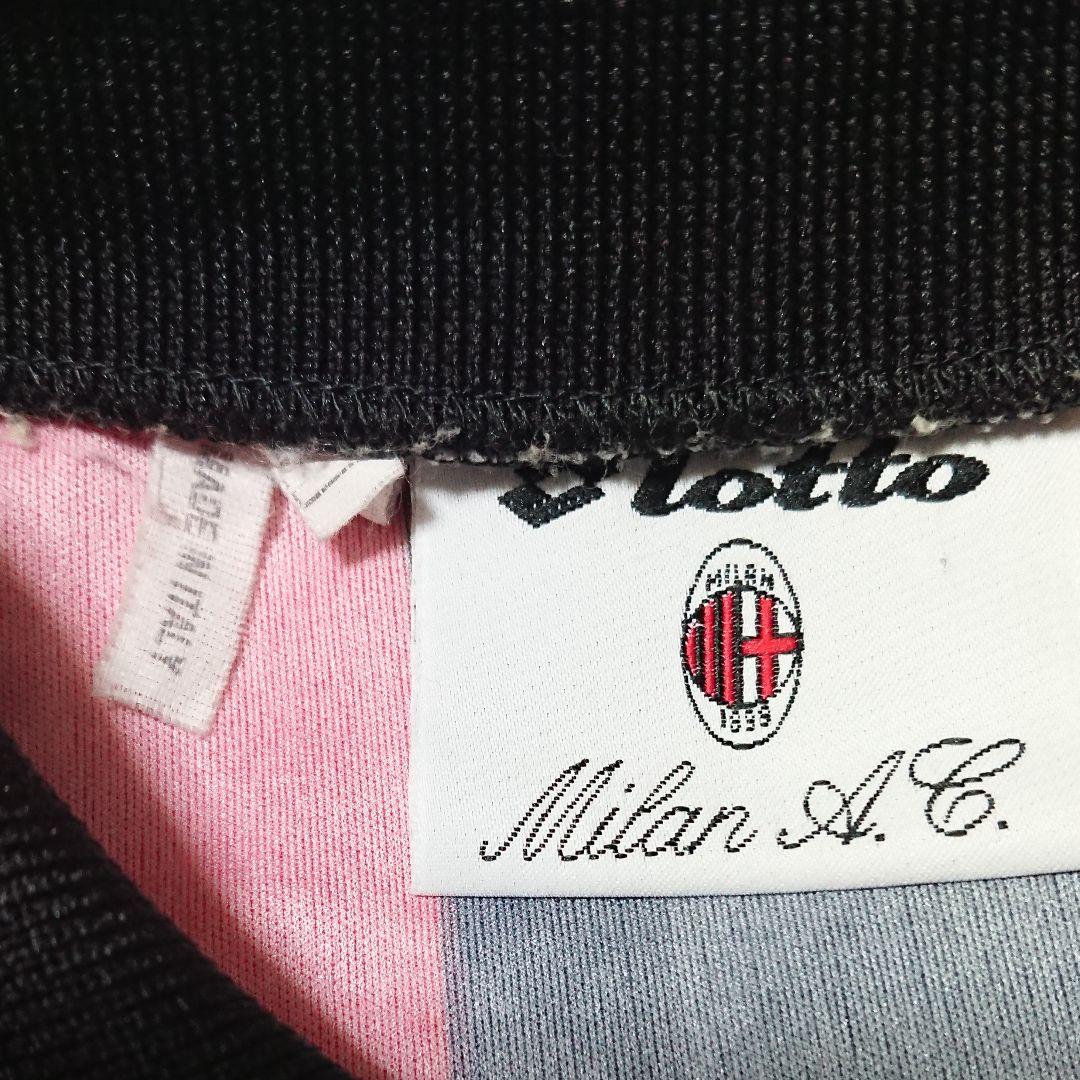 MADE IN ITALY
lotto
MILAN
1899
Milan A.C.